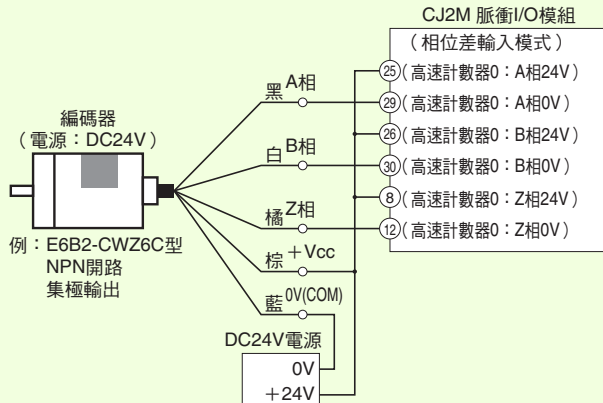 CJ2M 脈衝I/O模組
（相位差輸入模式）
25（高速計數器0：A相24V）
29（高速計數器0：A相0V）
26（高速計數器0：B相24V）
30（高速計數器0：B相0V）
8（高速計數器0：Z相24V）
12（高速計數器0：Z相0V）
編碼器
（電源：DC24V）
例：E6B2-CWZ6C型
NPN開路
集極輸出
黑 A相
白 B相
橘 Z相
棕 ＋Vcc
藍 0V(COM)
DC24V電源
0V
＋24V